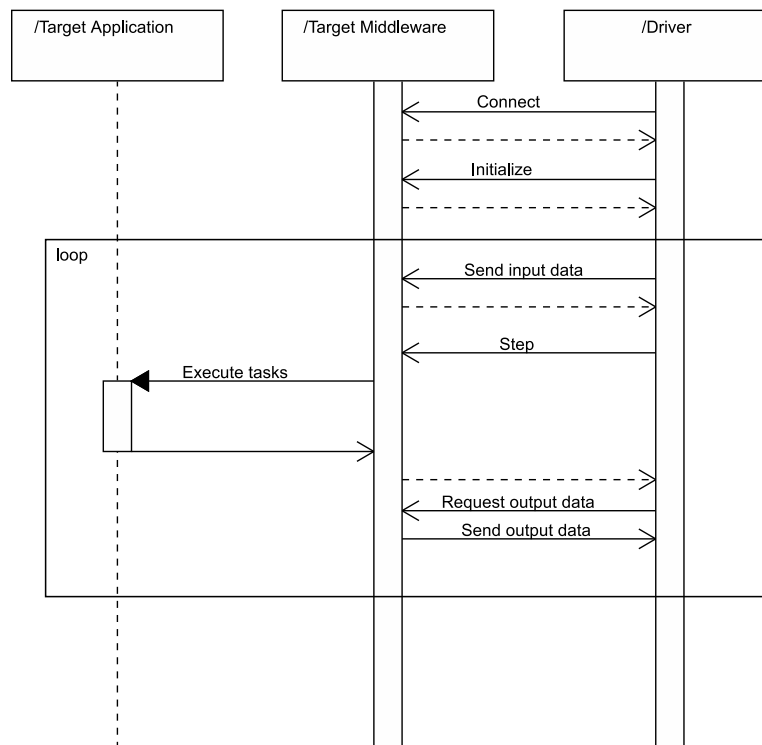 /Target Application
/Target Middleware
/Driver
Connect
Initialize
loop
Send input data
Step
Execute tasks
Request output data
Send output data